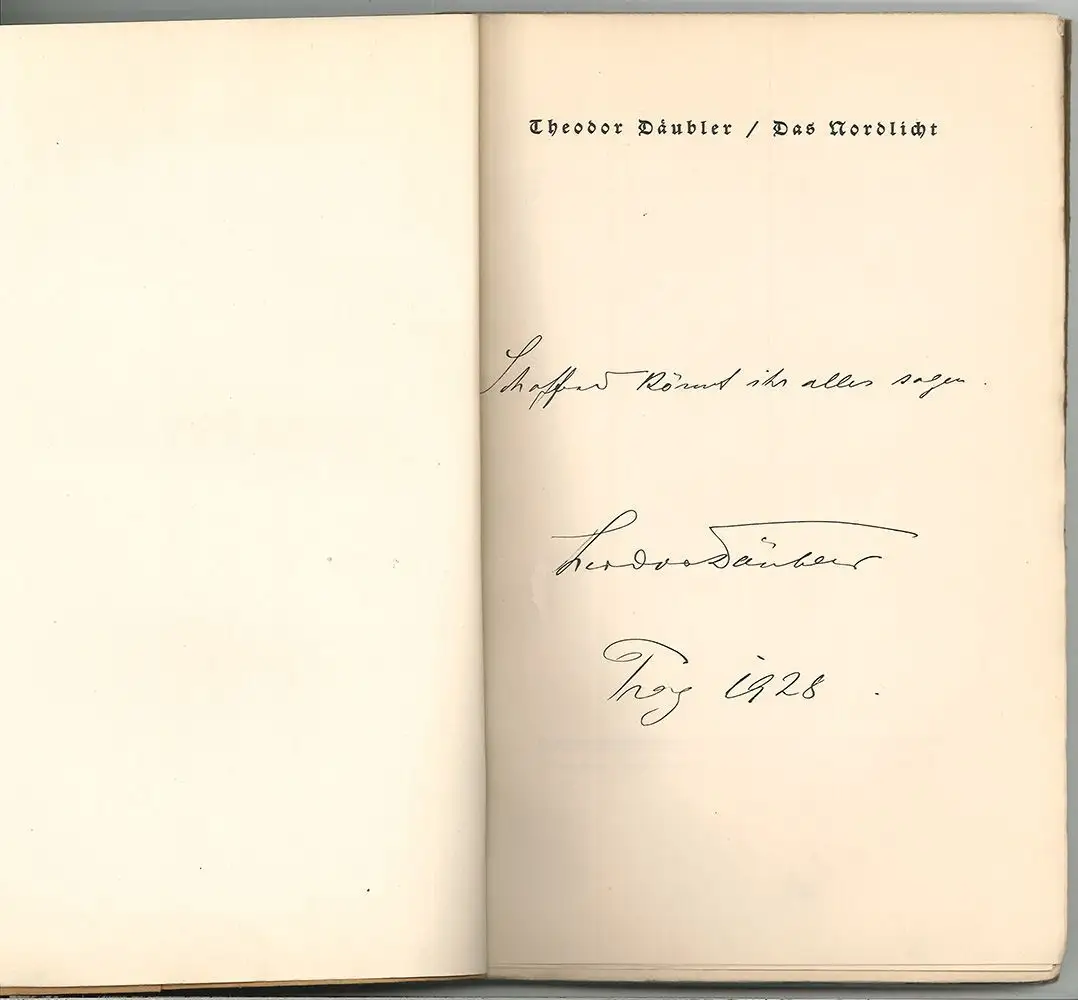 Theodor Däubler / Das Nordlicht
Schaffend könnt ihr alles sagen.
Theodor Däubler
Prag 1928.